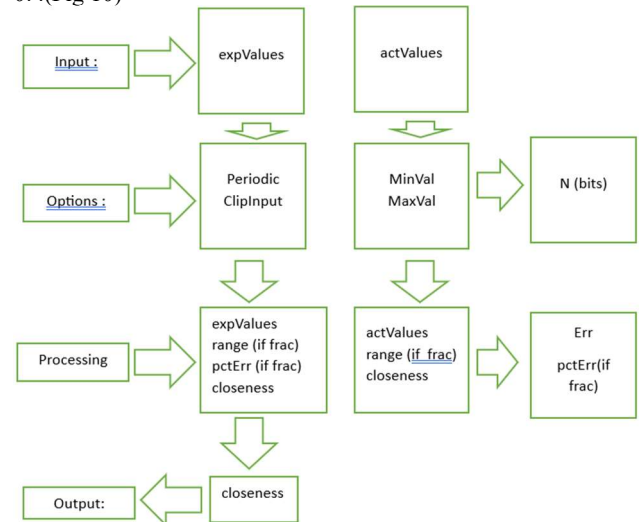 Input :
expValues
actValues
Options :
Periodic
ClipInput
MinVal
MaxVal
N (bits)
Processing
expValues
range (if frac)
pctErr (if frac)
closeness
actValues
range (if frac)
closeness
Err
pctErr(if
frac)
Output:
closeness